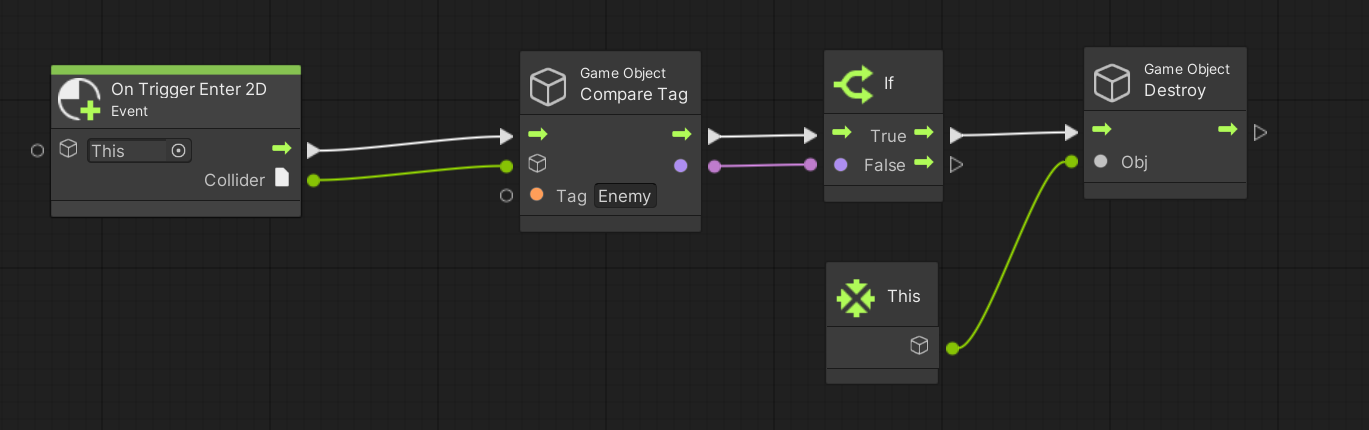 On Trigger Enter 2D
Event
This
Collider
Game Object
Compare Tag
Tag Enemy
If
True
False
This
Game Object
Destroy
Obj